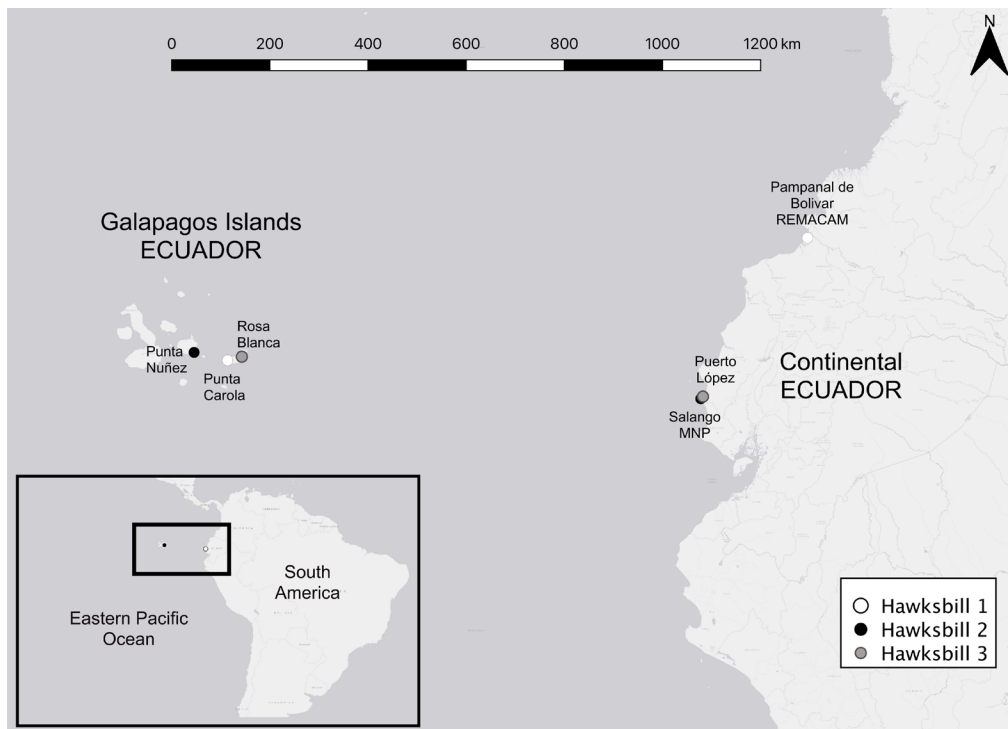 0 200 400 600 800 1000 1200 km
N
Pampanal de
Bolivar
REMACAM
Galapagos Islands
ECUADOR
Rosa
Blanca
Punta
Nuñez
Punta
Carola
Puerto
López
Continental
ECUADOR
Salango
MNP
South
America
Eastern Pacific
Ocean
Hawksbill 1
Hawksbill 2
Hawksbill 3